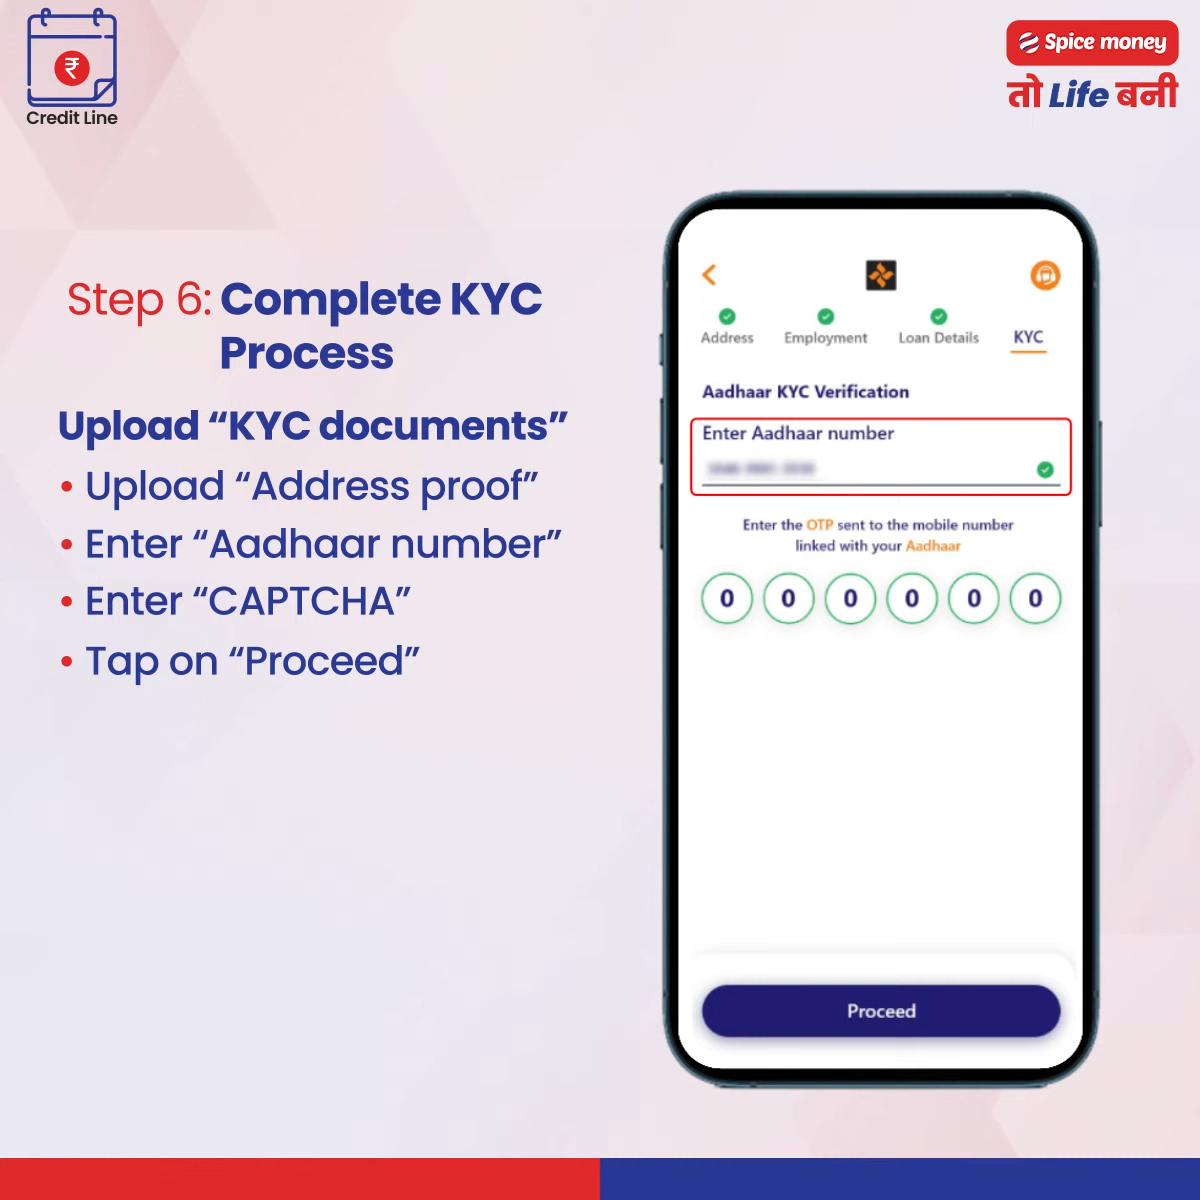 ₹
Credit Line
Spice money
तो Life बनी
Step 6: Complete KYC
Process
Upload “KYC documents”
• Upload “Address proof”
• Enter “Aadhaar number”
• Enter “CAPTCHA”
• Tap on “Proceed”
Address Employment Loan Details KYC
Aadhaar KYC Verification
Enter Aadhaar number
Enter the OTP sent to the mobile number
linked with your Aadhaar
0 0 0 0 0 0
Proceed